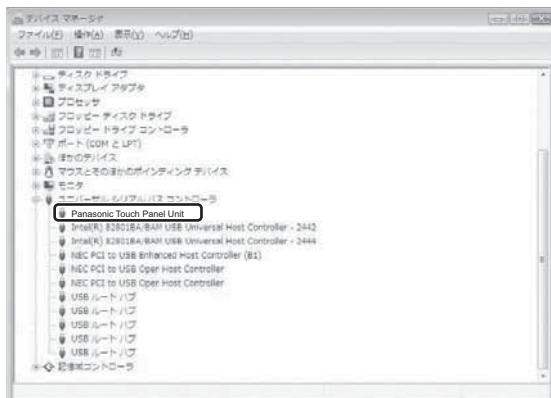 デバイス マネージャ
ファイル(F) 操作(A) 表示(V) ヘルプ(H)
ディスク ドライブ
ディスプレイ アダプタ
プロセッサ
フロッピー ディスク ドライブ
フロッピー ドライブ コントローラ
ポート (COM と LPT)
ほかのデバイス
マウスとそのほかのポインティング デバイス
モニタ
ユニバーサル シリアル バス コントローラ
Panasonic Touch Panel Unit
Intel(R) 82801BA/BAM USB Universal Host Controller - 2442
Intel(R) 82801BA/BAM USB Universal Host Controller - 2444
NEC PCI to USB Enhanced Host Controller (B1)
NEC PCI to USB Open Host Controller
NEC PCI to USB Open Host Controller
USB ルート ハブ
USB ルート ハブ
USB ルート ハブ
USB ルート ハブ
USB ルート ハブ
記憶域コントローラ